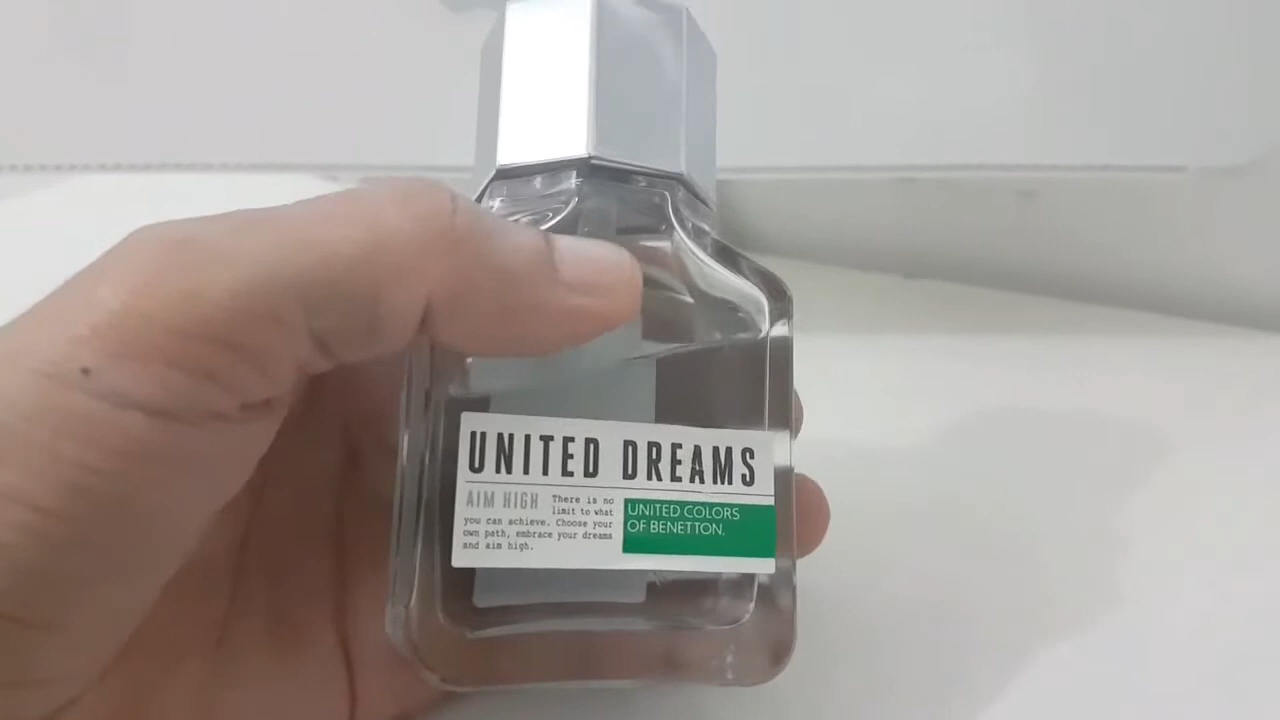 UNITED DREAMS
AIM HIGH There is no
limit to what
you can achieve. Choose your
own path, embrace your dreams
and aim high.
UNITED COLORS
OF BENETTON.